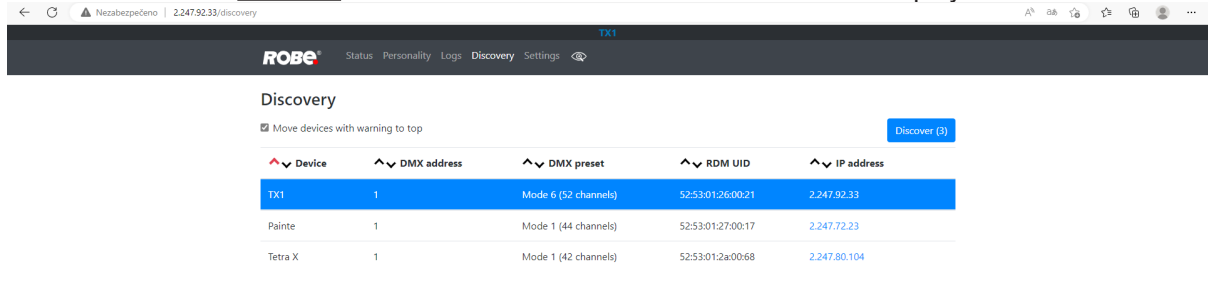 Nezabezpečeno | 2.247.92.33/discovery
TX1
ROBE® Status Personality Logs Discovery Settings
Discovery
Move devices with warning to top
Discover (3)
Device DMX address DMX preset RDM UID IP address
TX1 1 Mode 6 (52 channels) 52:53:01:26:00:21 2.247.92.33
Painte 1 Mode 1 (44 channels) 52:53:01:27:00:17 2.247.72.23
Tetra X 1 Mode 1 (42 channels) 52:53:01:2a:00:68 2.247.80.104